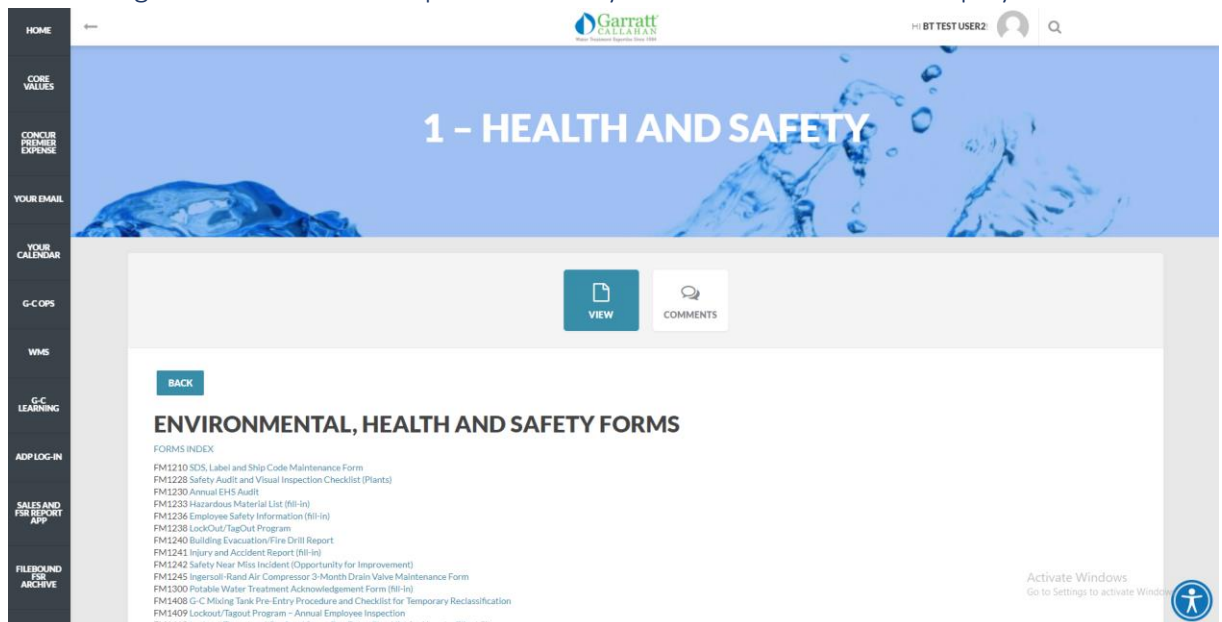 HOME
CORE
VALUES
CONCUR
PREMIER
EXPENSE
YOUR EMAIL
YOUR
CALENDAR
G-C OPS
WMS
G-C
LEARNING
ADP LOG-IN
SALES AND
FSR REPORT
APP
FILEBOUND
FSR
ARCHIVE
←
Garratt
CALLAHAN
Water Treatment Expertise Since 1904
HI BT TEST USER2
1 – HEALTH AND SAFETY
VIEW
COMMENTS
BACK
ENVIRONMENTAL, HEALTH AND SAFETY FORMS
FORMS INDEX
FM1210 SDS, Label and Ship Code Maintenance Form
FM1228 Safety Audit and Visual Inspection Checklist (Plants)
FM1230 Annual EHS Audit
FM1233 Hazardous Material List (fill-in)
FM1236 Employee Safety Information (fill-in)
FM1238 LockOut/TagOut Program
FM1240 Building Evacuation/Fire Drill Report
FM1241 Injury and Accident Report (fill-in)
FM1242 Safety Near Miss Incident (Opportunity for Improvement)
FM1245 Ingersoll-Rand Air Compressor 3-Month Drain Valve Maintenance Form
FM1300 Potable Water Treatment Acknowledgement Form (fill-in)
FM1408 G-C Mixing Tank Pre-Entry Procedure and Checklist for Temporary Reclassification
FM1409 Lockout/Tagout Program – Annual Employee Inspection
Activate Windows
Go to Settings to activate Window